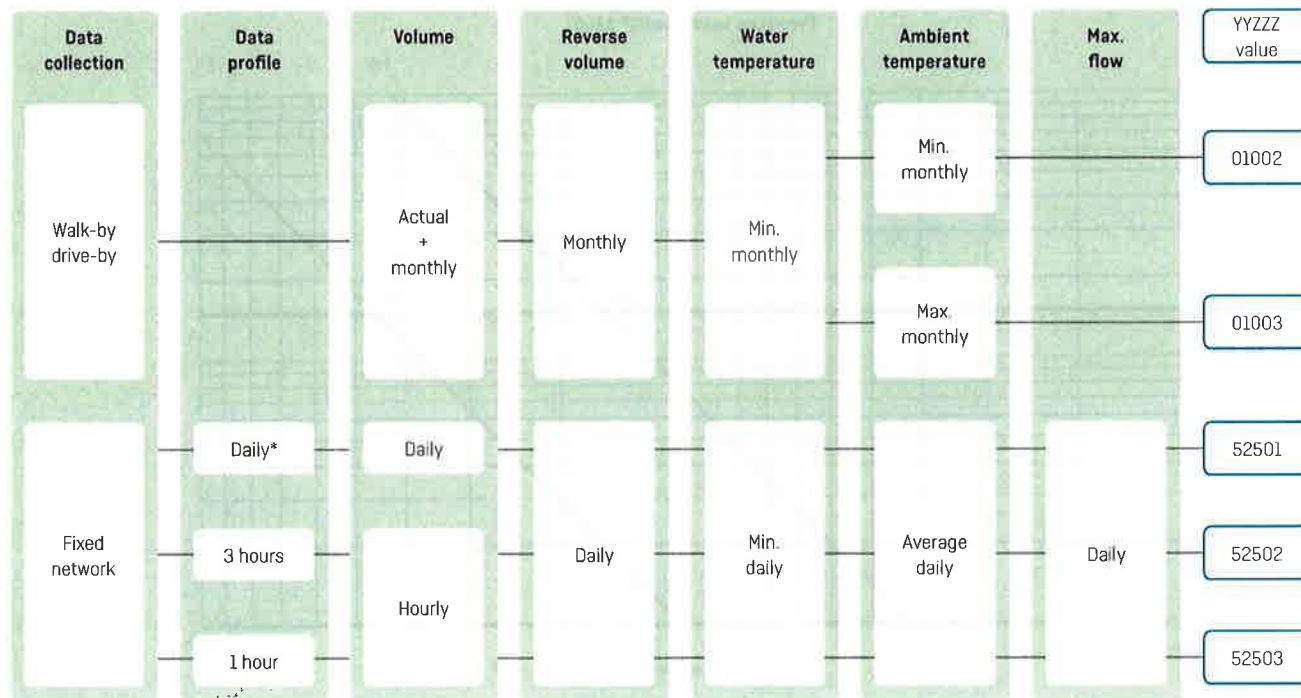 Data
collection
Data
profile
Volume
Reverse
volume
Water
temperature
Ambient
temperature
Max.
flow
YYZZZ
value
Walk-by
drive-by
Actual
+
monthly
Monthly
Min.
monthly
Min.
monthly
01002
Max.
monthly
01003
Fixed
network
Daily*
Daily
Daily
Min.
daily
Average
daily
Daily
52501
3 hours
Hourly
52502
1 hour
52503